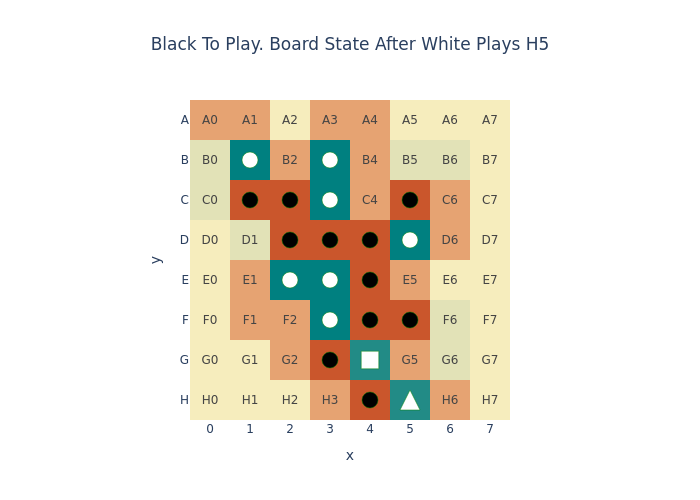 Black To Play. Board State After White Plays H5
A A0 A1 A2 A3 A4 A5 A6 A7
B B0 B2 B4 B5 B6 B7
C C0 C4 C6 C7
D D0 D1 D6 D7
y
E E0 E1 E5 E6 E7
F F0 F1 F2 F6 F7
G G0 G1 G2 G5 G6 G7
H H0 H1 H2 H3 H6 H7
0 1 2 3 4 5 6 7
x